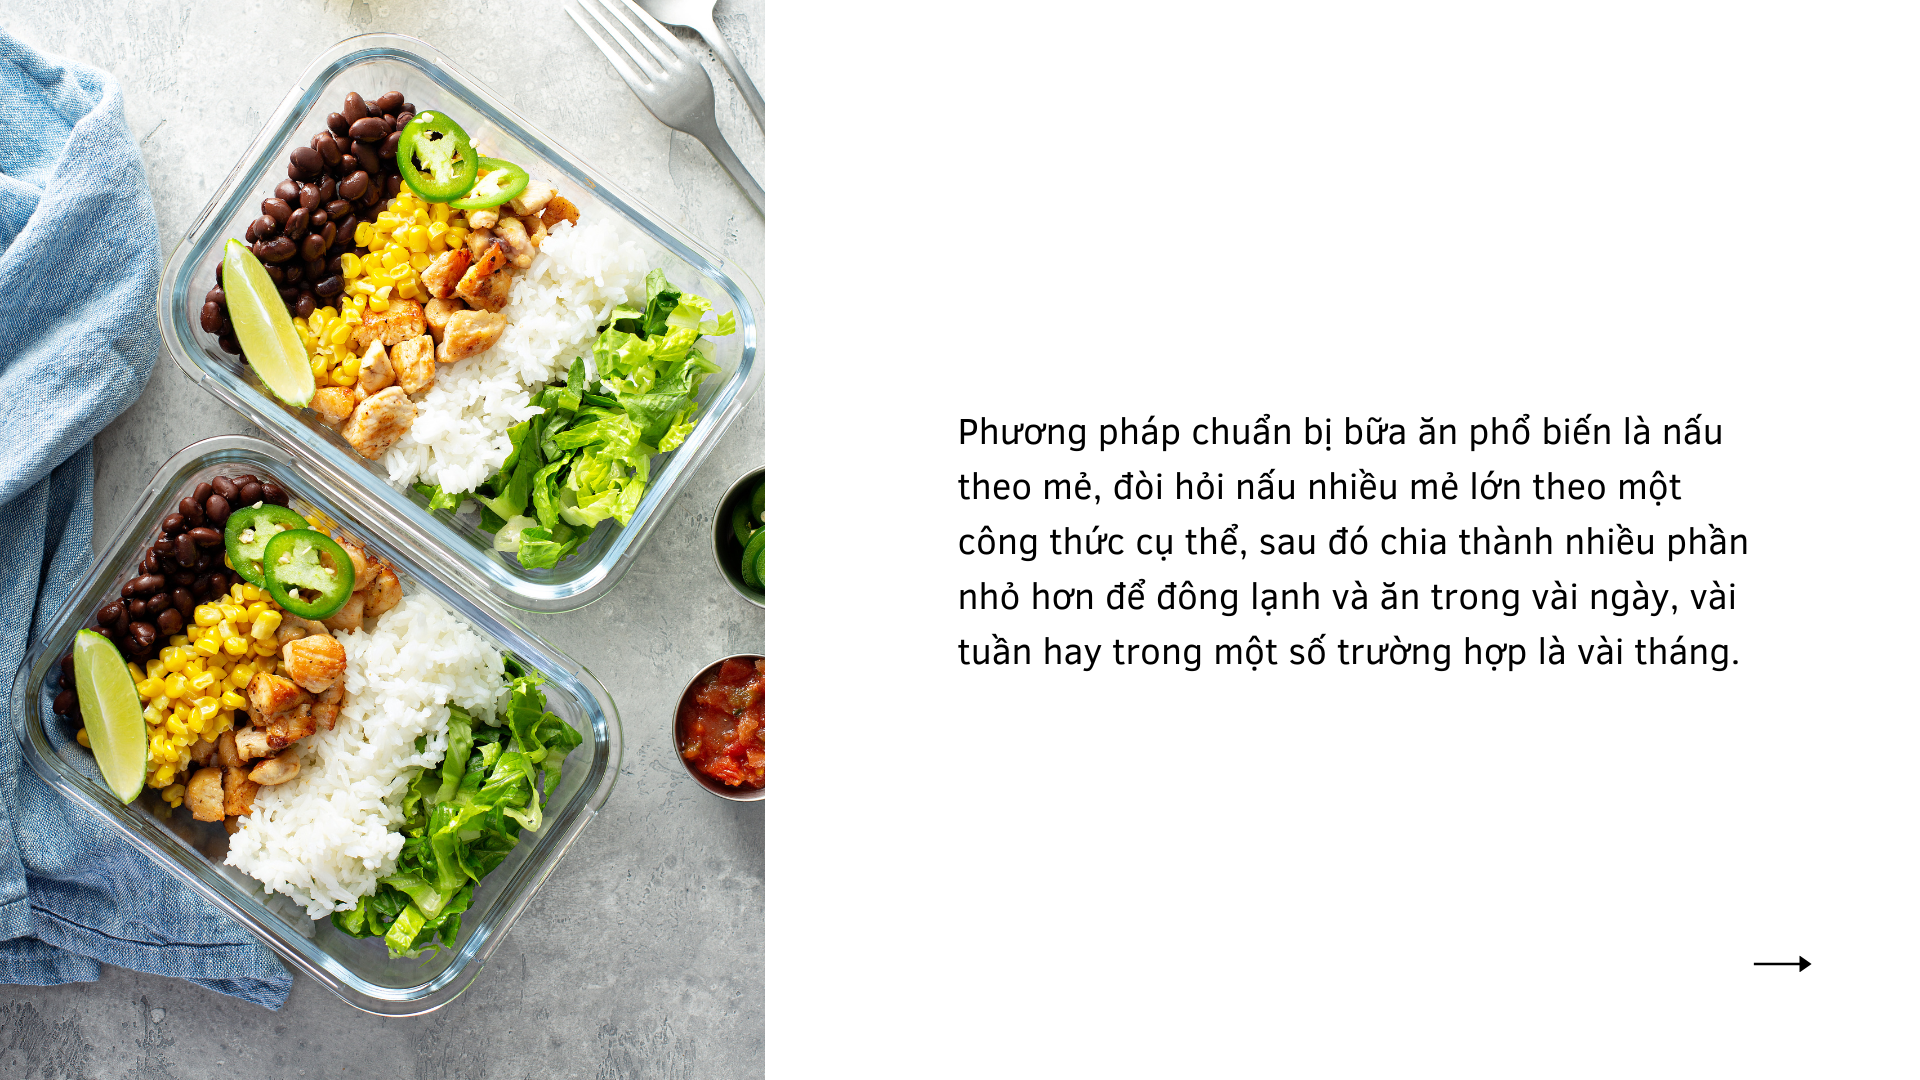 Phương pháp chuẩn bị bữa ăn phổ biến là nấu
theo mẻ, đòi hỏi nấu nhiều mẻ lớn theo một
công thức cụ thể, sau đó chia thành nhiều phần
nhỏ hơn để đông lạnh và ăn trong vài ngày, vài
tuần hay trong một số trường hợp là vài tháng.